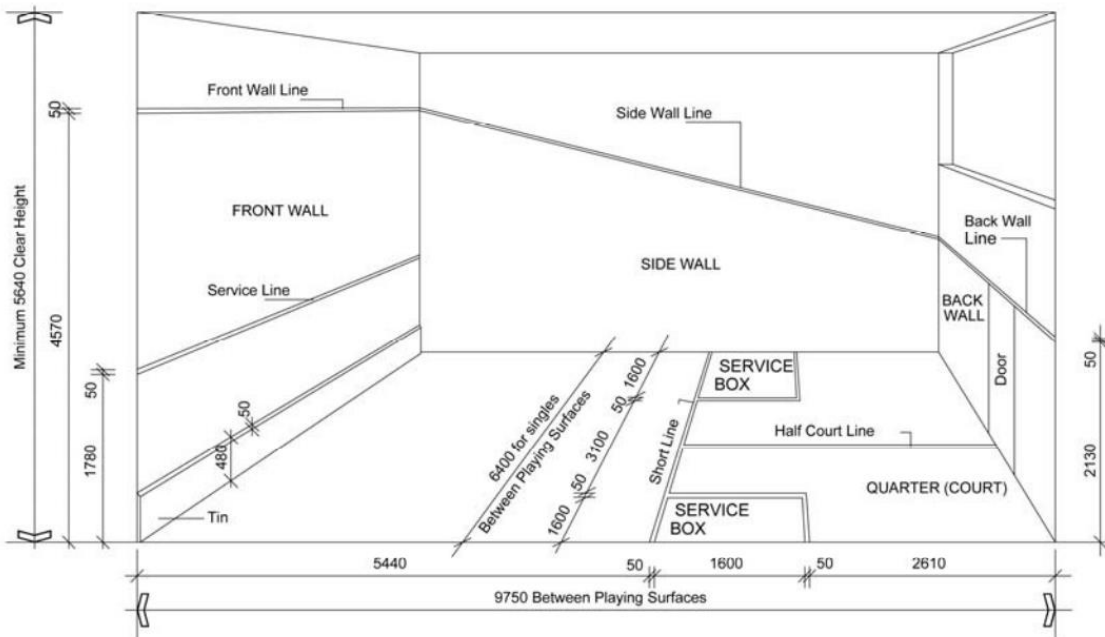 Front Wall Line
50
Side Wall Line
Minimum 5640 Clear Height
FRONT WALL
Back Wall
Line
SIDE WALL
Service Line
BACK
WALL
4570
50
1780
50
480
6400 for singles
Between Playing Surfaces
1600
50
3100
50
1600
SERVICE
BOX
Short Line
Half Court Line
Door
50
2130
QUARTER (COURT)
Tin
SERVICE
BOX
5440
50
1600
50
2610
9750 Between Playing Surfaces